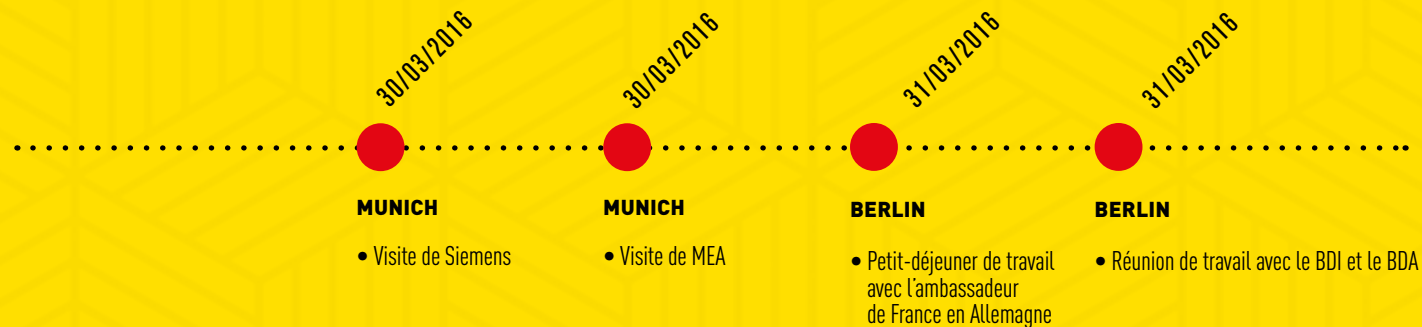 30/03/2016
30/03/2016
31/03/2016
31/03/2016
MUNICH
• Visite de Siemens
MUNICH
• Visite de MEA
BERLIN
• Petit-déjeuner de travail
avec l'ambassadeur
de France en Allemagne
BERLIN
• Réunion de travail avec le BDI et le BDA